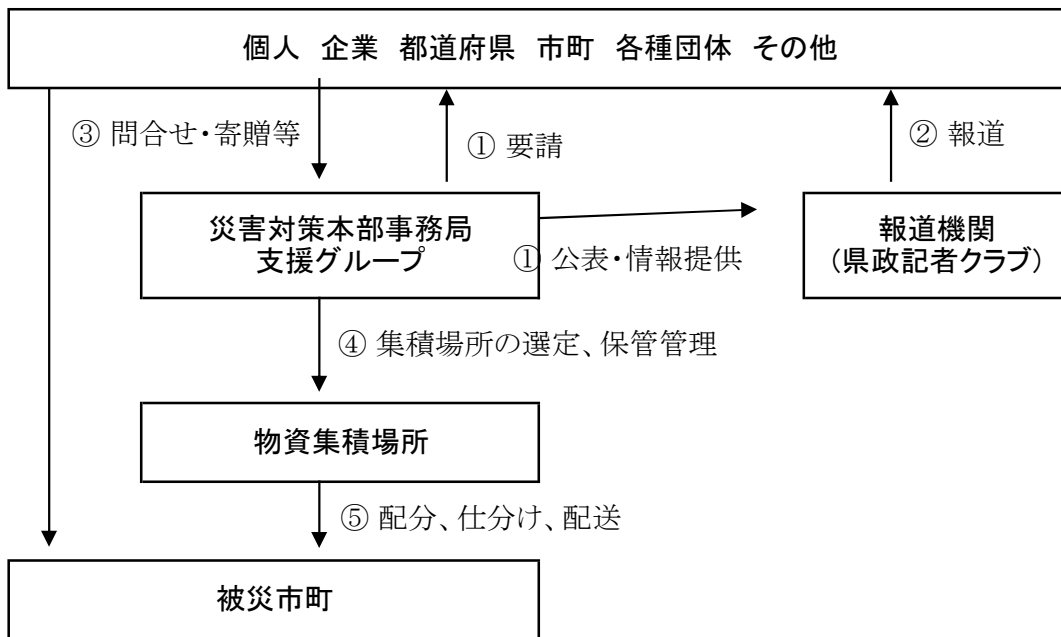 個人 企業 都道府県 市町 各種団体 その他
③ 問合せ・寄贈等
① 要請
② 報道
災害対策本部事務局
支援グループ
① 公表・情報提供
報道機関
（県政記者クラブ）
④ 集積場所の選定、保管管理
物資集積場所
⑤ 配分、仕分け、配送
被災市町